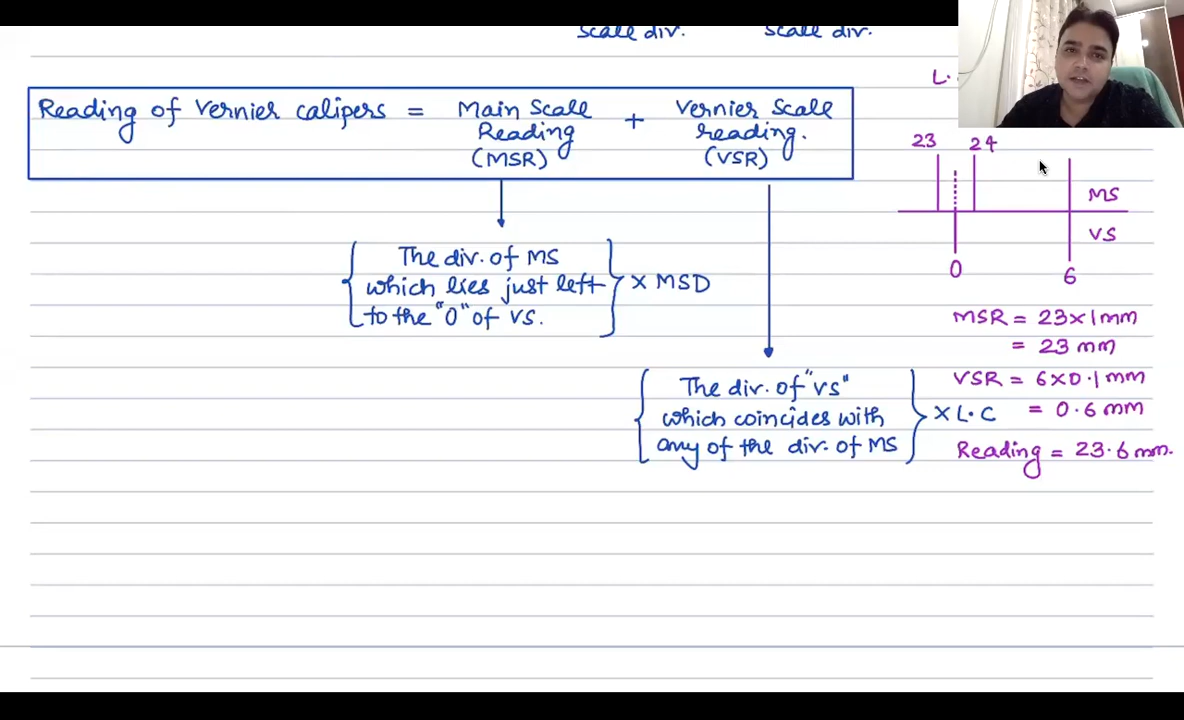 scale div. scale div.
L.
Reading of Vernier calipers = Main Scale Reading (MSR) + Vernier Scale reading. (VSR)
23 24
MS
VS
0 6
{ The div. of MS
which lies just left
to the "0" of VS. } × MSD
MSR = 23×1mm
= 23 mm
VSR = 6×0.1mm
= 0.6 mm
{ The div. of "VS"
which coincides with
any of the div. of MS } × L.C
Reading = 23.6 mm.